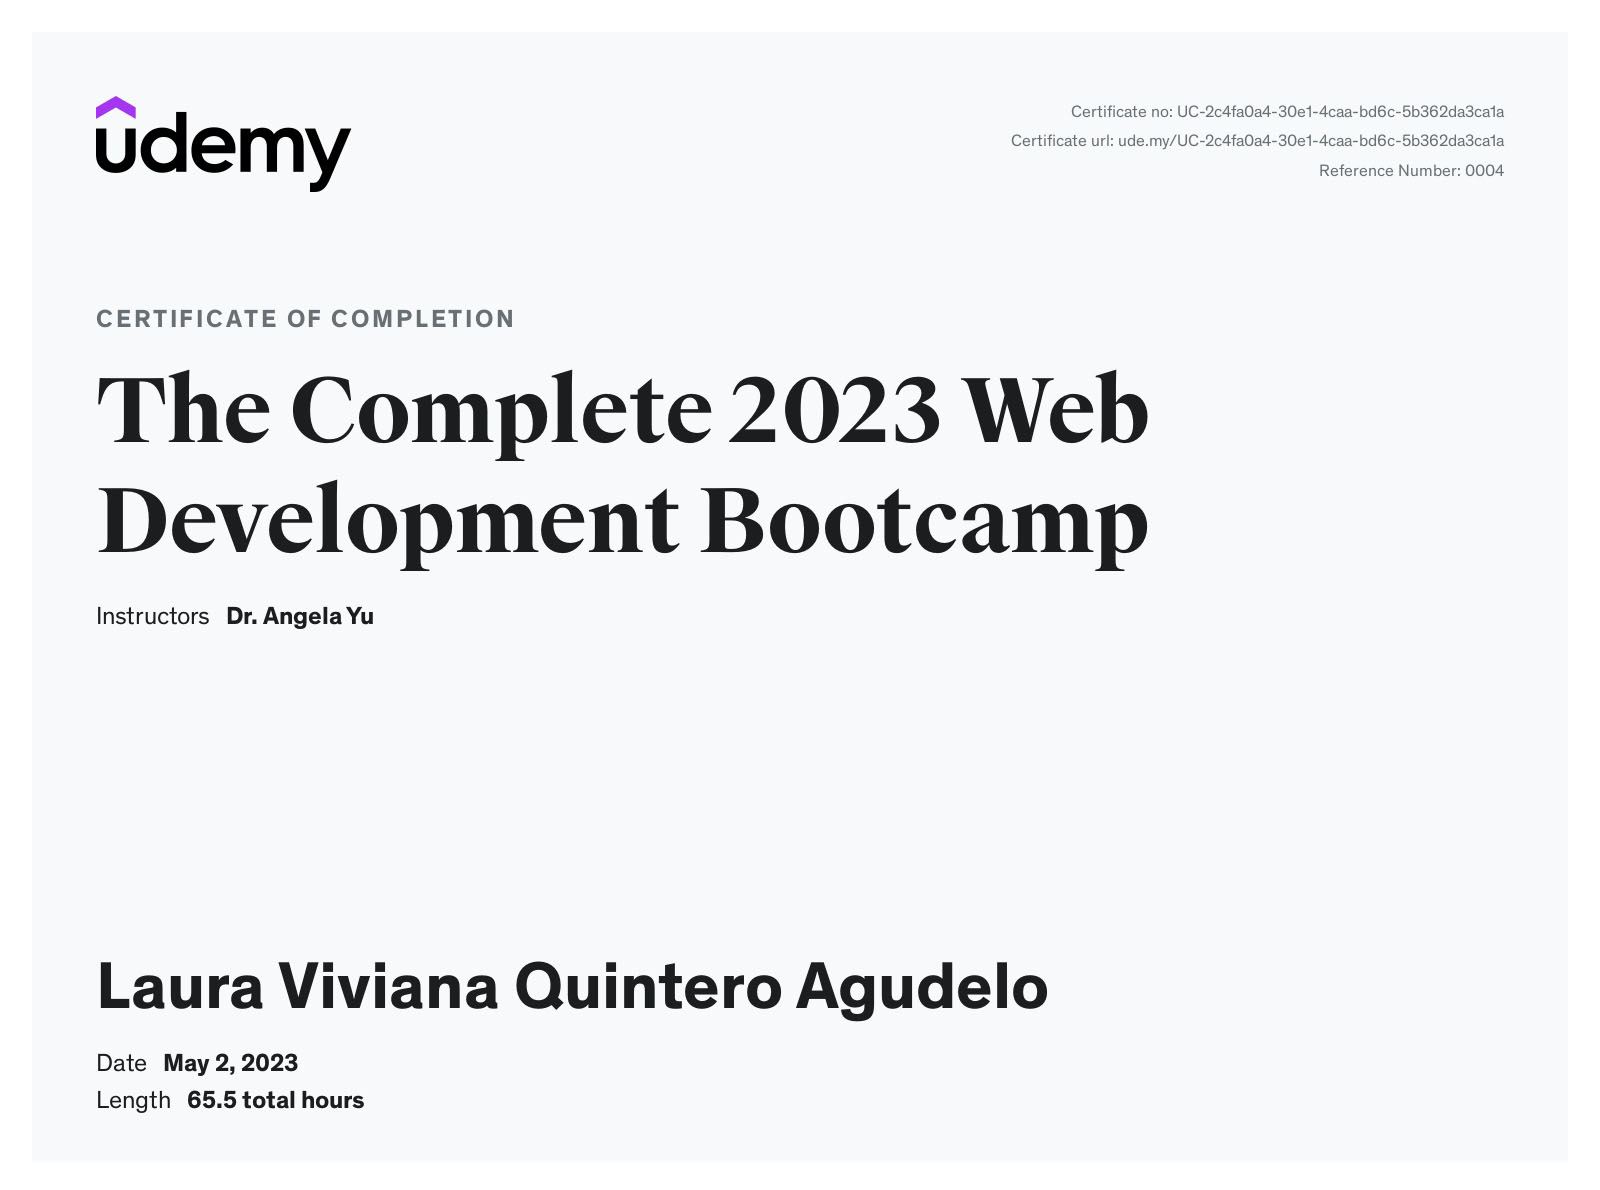 udemy
Certificate no: UC-2c4fa0a4-30e1-4caa-bd6c-5b362da3ca1a
Certificate url: ude.my/UC-2c4fa0a4-30e1-4caa-bd6c-5b362da3ca1a
Reference Number: 0004
CERTIFICATE OF COMPLETION
The Complete 2023 Web
Development Bootcamp
Instructors Dr. Angela Yu
Laura Viviana Quintero Agudelo
Date May 2, 2023
Length 65.5 total hours